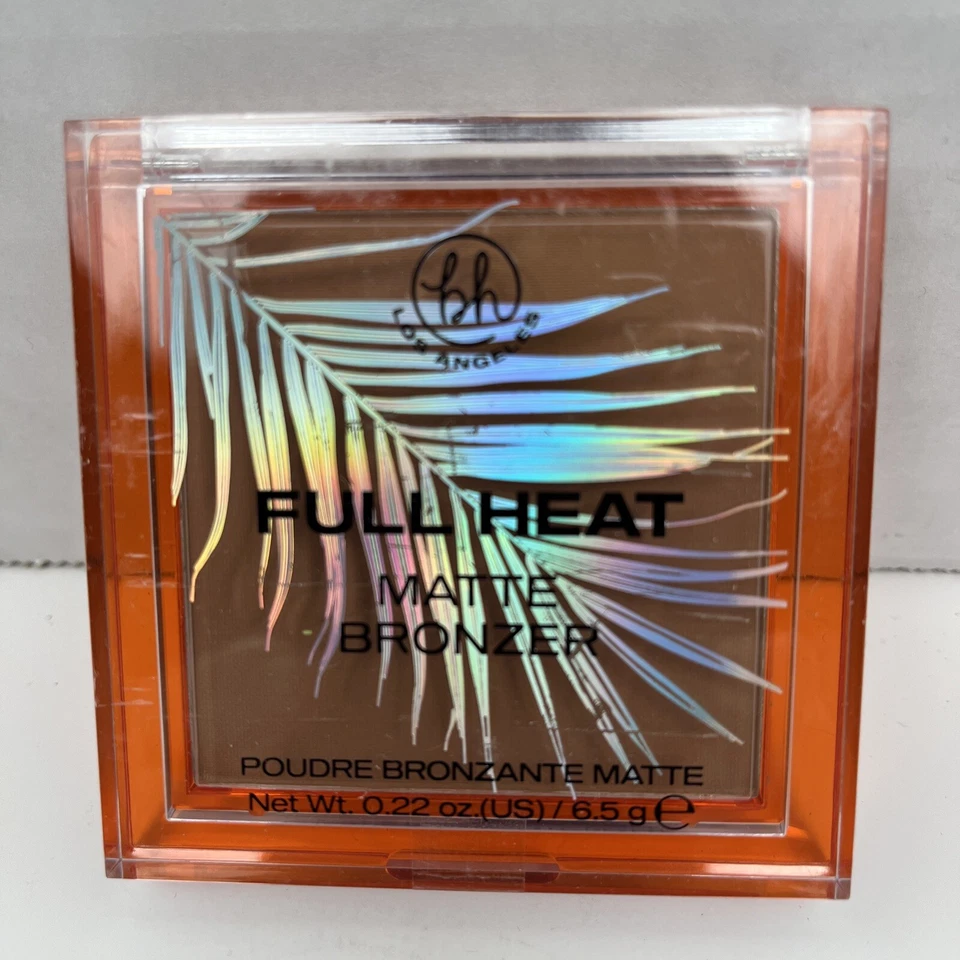 bh
LOS ANGELES
FULL HEAT
MATTE
BRONZER
POUDRE BRONZANTE MATTE
Net Wt. 0.22 oz.(US) / 6.5 g ℮